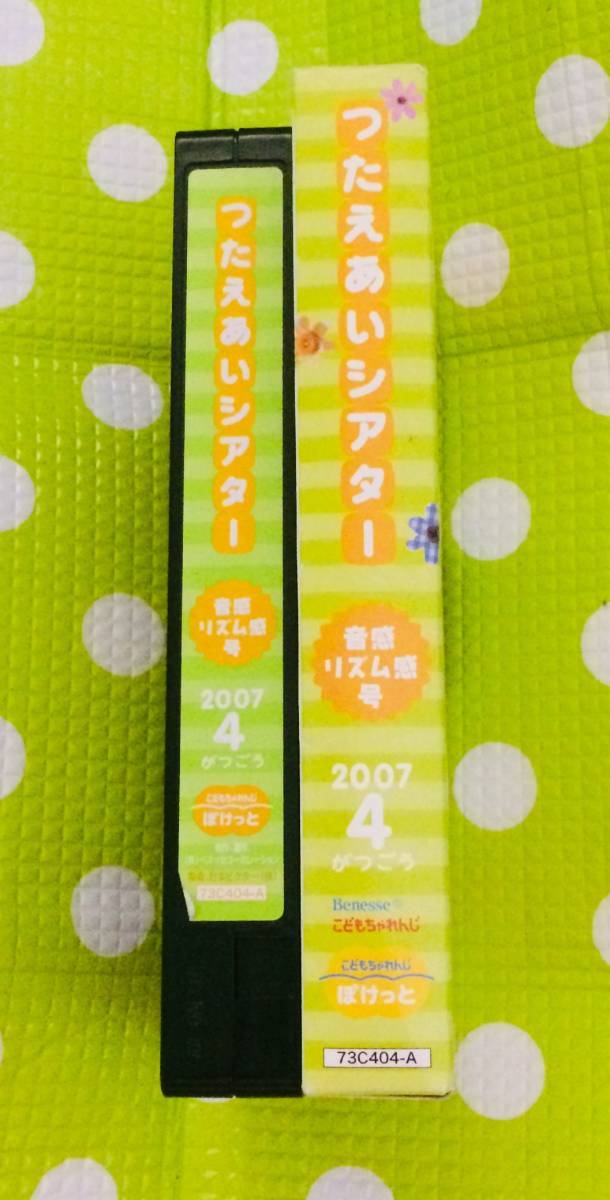 つたえあいシアター
音感
リズム感
号
2007
4
がつごう
こどもちゃれんじ
ぽけっと
73C404-A
つたえあいシアター
音感
リズム感
号
2007
4
がつごう
Benesse
こどもちゃれんじ
こどもちゃれんじ
ぽけっと
73C404-A